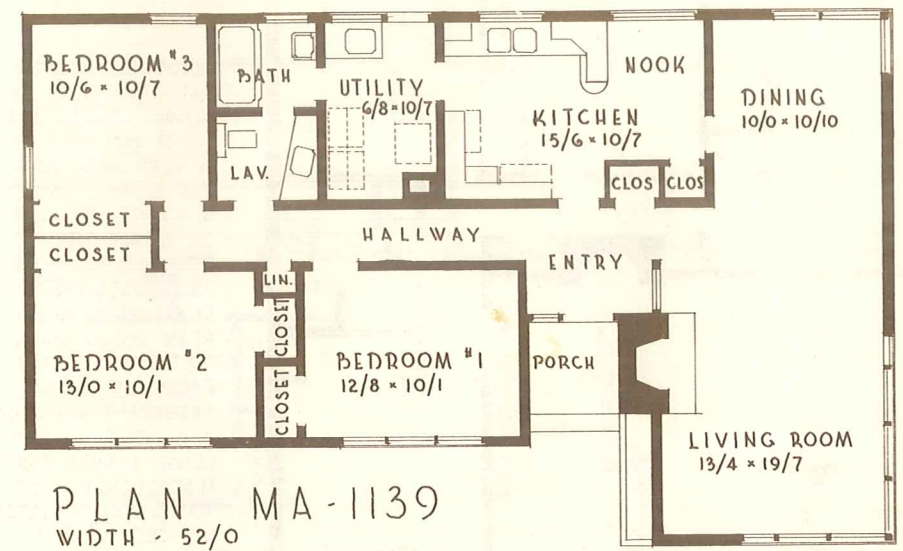 BEDROOM #3
10/6 × 10/7
BATH
UTILITY
6/8 × 10/7
NOOK
KITCHEN
15/6 × 10/7
DINING
10/0 × 10/10
LAV.
CLOS
CLOS
CLOSET
CLOSET
HALLWAY
ENTRY
LIN.
CLOSET
CLOSET
BEDROOM #2
13/0 × 10/1
BEDROOM #1
12/8 × 10/1
PORCH
LIVING ROOM
13/4 × 19/7
PLAN MA-1139
WIDTH - 52/0